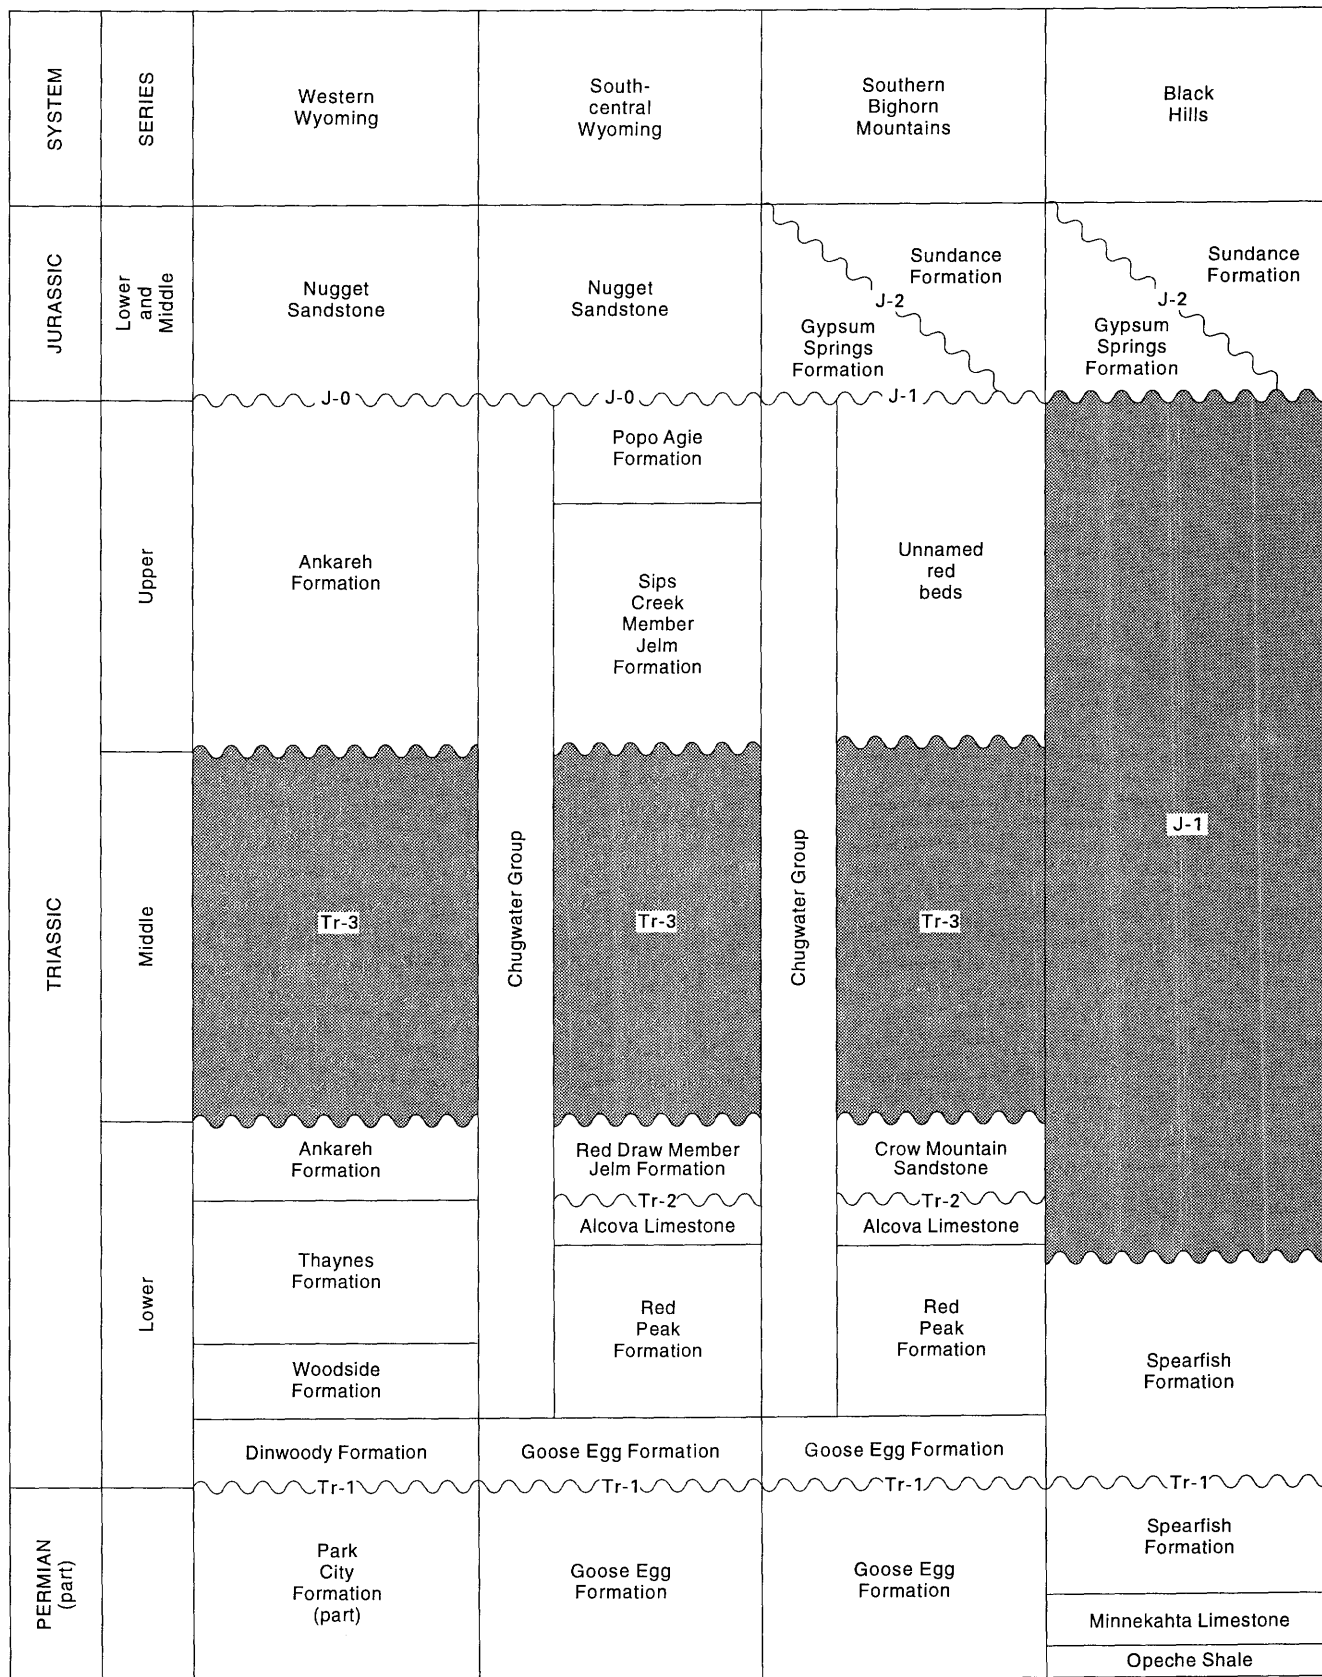 SYSTEM
SERIES
Western
Wyoming
South-
central
Wyoming
Southern
Bighorn
Mountains
Black
Hills
JURASSIC
Lower
and
Middle
Nugget
Sandstone
Nugget
Sandstone
Sundance
Formation
J-2
Gypsum
Springs
Formation
Sundance
Formation
J-2
Gypsum
Springs
Formation
J-0
J-0
J-1
TRIASSIC
Upper
Ankareh
Formation
Chugwater Group
Popo Agie
Formation
Sips
Creek
Member
Jelm
Formation
Chugwater Group
Unnamed
red
beds
J-1
Middle
Tr-3
Tr-3
Tr-3
Lower
Ankareh
Formation
Red Draw Member
Jelm Formation
Crow Mountain
Sandstone
Tr-2
Tr-2
Alcova Limestone
Alcova Limestone
Thaynes
Formation
Red
Peak
Formation
Red
Peak
Formation
Woodside
Formation
Spearfish
Formation
Dinwoody Formation
Goose Egg Formation
Goose Egg Formation
Tr-1
Tr-1
Tr-1
Tr-1
PERMIAN
(part)
Park
City
Formation
(part)
Goose Egg
Formation
Goose Egg
Formation
Spearfish
Formation
Minnekahta Limestone
Opeche Shale